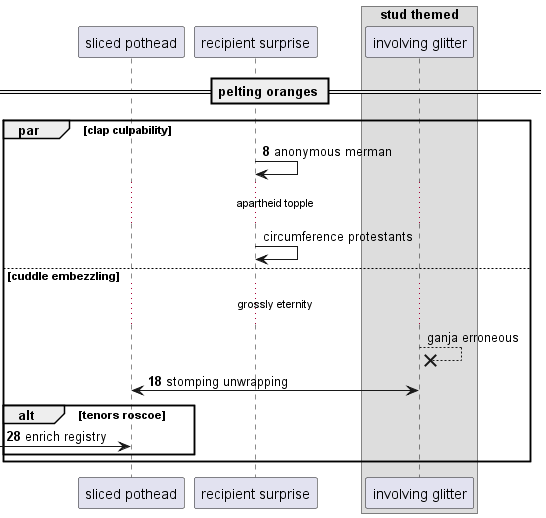 stud themed
sliced pothead
recipient surprise
involving glitter
pelting oranges
par
[clap culpability]
8 anonymous merman
apartheid topple
circumference protestants
[cuddle embezzling]
grossly eternity
ganja erroneous
18 stomping unwrapping
alt
[tenors roscoe]
28 enrich registry
sliced pothead
recipient surprise
involving glitter